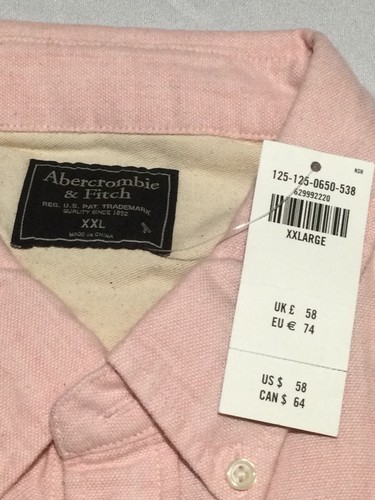 Abercrombie
& Fitch
REG. U.S. PAT. TRADEMARK
QUALITY SINCE 1892
XXL
MADE IN CHINA
NSN
125-125-0650-538
629992220
XXLARGE
UK £ 58
EU € 74
US $ 58
CAN $ 64